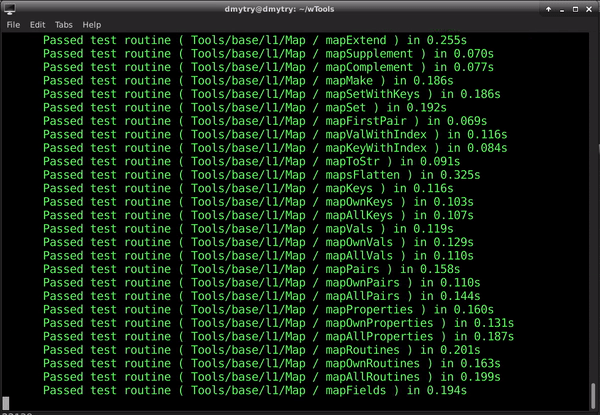 dmytry@dmytry: ~/wTools
File Edit Tabs Help
Passed test routine ( Tools/base/l1/Map / mapExtend ) in 0.255s
Passed test routine ( Tools/base/l1/Map / mapSupplement ) in 0.070s
Passed test routine ( Tools/base/l1/Map / mapComplement ) in 0.077s
Passed test routine ( Tools/base/l1/Map / mapMake ) in 0.186s
Passed test routine ( Tools/base/l1/Map / mapSetWithKeys ) in 0.186s
Passed test routine ( Tools/base/l1/Map / mapSet ) in 0.192s
Passed test routine ( Tools/base/l1/Map / mapFirstPair ) in 0.069s
Passed test routine ( Tools/base/l1/Map / mapValWithIndex ) in 0.116s
Passed test routine ( Tools/base/l1/Map / mapKeyWithIndex ) in 0.084s
Passed test routine ( Tools/base/l1/Map / mapToStr ) in 0.091s
Passed test routine ( Tools/base/l1/Map / mapsFlatten ) in 0.325s
Passed test routine ( Tools/base/l1/Map / mapKeys ) in 0.116s
Passed test routine ( Tools/base/l1/Map / mapOwnKeys ) in 0.103s
Passed test routine ( Tools/base/l1/Map / mapAllKeys ) in 0.107s
Passed test routine ( Tools/base/l1/Map / mapVals ) in 0.119s
Passed test routine ( Tools/base/l1/Map / mapOwnVals ) in 0.129s
Passed test routine ( Tools/base/l1/Map / mapAllVals ) in 0.110s
Passed test routine ( Tools/base/l1/Map / mapPairs ) in 0.158s
Passed test routine ( Tools/base/l1/Map / mapOwnPairs ) in 0.110s
Passed test routine ( Tools/base/l1/Map / mapAllPairs ) in 0.144s
Passed test routine ( Tools/base/l1/Map / mapProperties ) in 0.160s
Passed test routine ( Tools/base/l1/Map / mapOwnProperties ) in 0.131s
Passed test routine ( Tools/base/l1/Map / mapAllProperties ) in 0.187s
Passed test routine ( Tools/base/l1/Map / mapRoutines ) in 0.201s
Passed test routine ( Tools/base/l1/Map / mapOwnRoutines ) in 0.163s
Passed test routine ( Tools/base/l1/Map / mapAllRoutines ) in 0.199s
Passed test routine ( Tools/base/l1/Map / mapFields ) in 0.194s